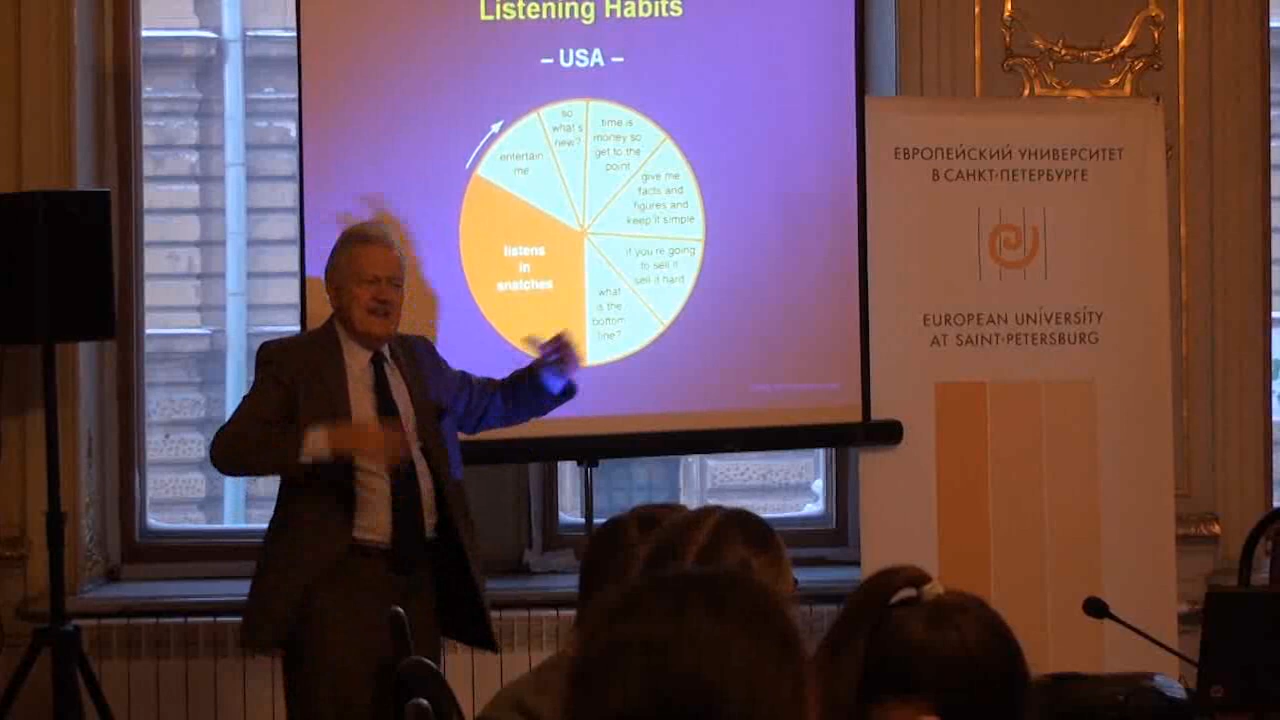 Listening Habits
– USA –
so
what's
new?
time is
money so
get to the
point
entertain
me
give me
facts and
figures and
keep it simple
listens
in
snatches
if you're going
to sell it
sell it hard
what
is the
bottom
line?
ЕВРОПЕЙСКИЙ УНИВЕРСИТЕТ
В САНКТ-ПЕТЕРБУРГЕ
EUROPEAN UNIVERSITY
AT SAINT-PETERSBURG